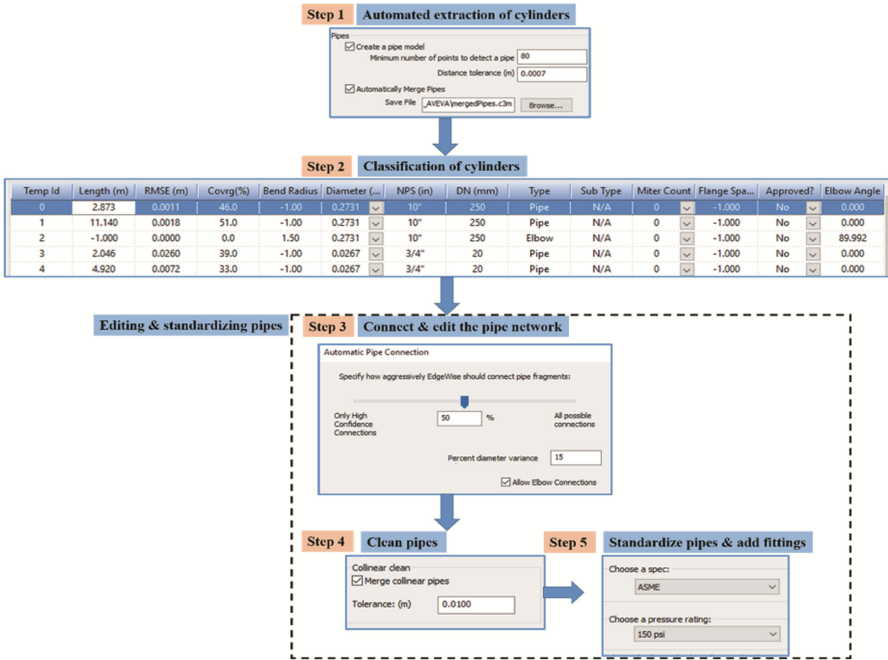 Step 1 Automated extraction of cylinders
Pipes
Create a pipe model
Minimum number of points to detect a pipe 80
Distance tolerance (m) 0.0007
Automatically Merge Pipes
Save File _AVEVA\mergedPipes.c3m Browse...
Step 2 Classification of cylinders
Temp Id Length (m) RMSE (m) Covrg(%) Bend Radius Diameter (... NPS (in) DN (mm) Type Sub Type Miter Count Flange Spa... Approved? Elbow Angle
0 2.873 0.0011 46.0 -1.00 0.2731 10" 250 Pipe N/A 0 -1.000 No 0.000
1 11.140 0.0018 51.0 -1.00 0.2731 10" 250 Pipe N/A 0 -1.000 No 0.000
2 -1.000 0.0000 0.0 1.50 0.2731 10" 250 Elbow N/A 0 -1.000 No 89.992
3 2.046 0.0260 39.0 -1.00 0.0267 3/4" 20 Pipe N/A 0 -1.000 No 0.000
4 4.920 0.0072 33.0 -1.00 0.0267 3/4" 20 Pipe N/A 0 -1.000 No 0.000
Editing & standardizing pipes
Step 3 Connect & edit the pipe network
Automatic Pipe Connection
Specify how aggressively EdgeWise should connect pipe fragments:
Only High
Confidence
Connections
50 %
All possible
connections
Percent diameter variance 15
Allow Elbow Connections
Step 4 Clean pipes
Collinear clean
Merge collinear pipes
Tolerance: (m) 0.0100
Step 5 Standardize pipes & add fittings
Choose a spec:
ASME
Choose a pressure rating:
150 psi